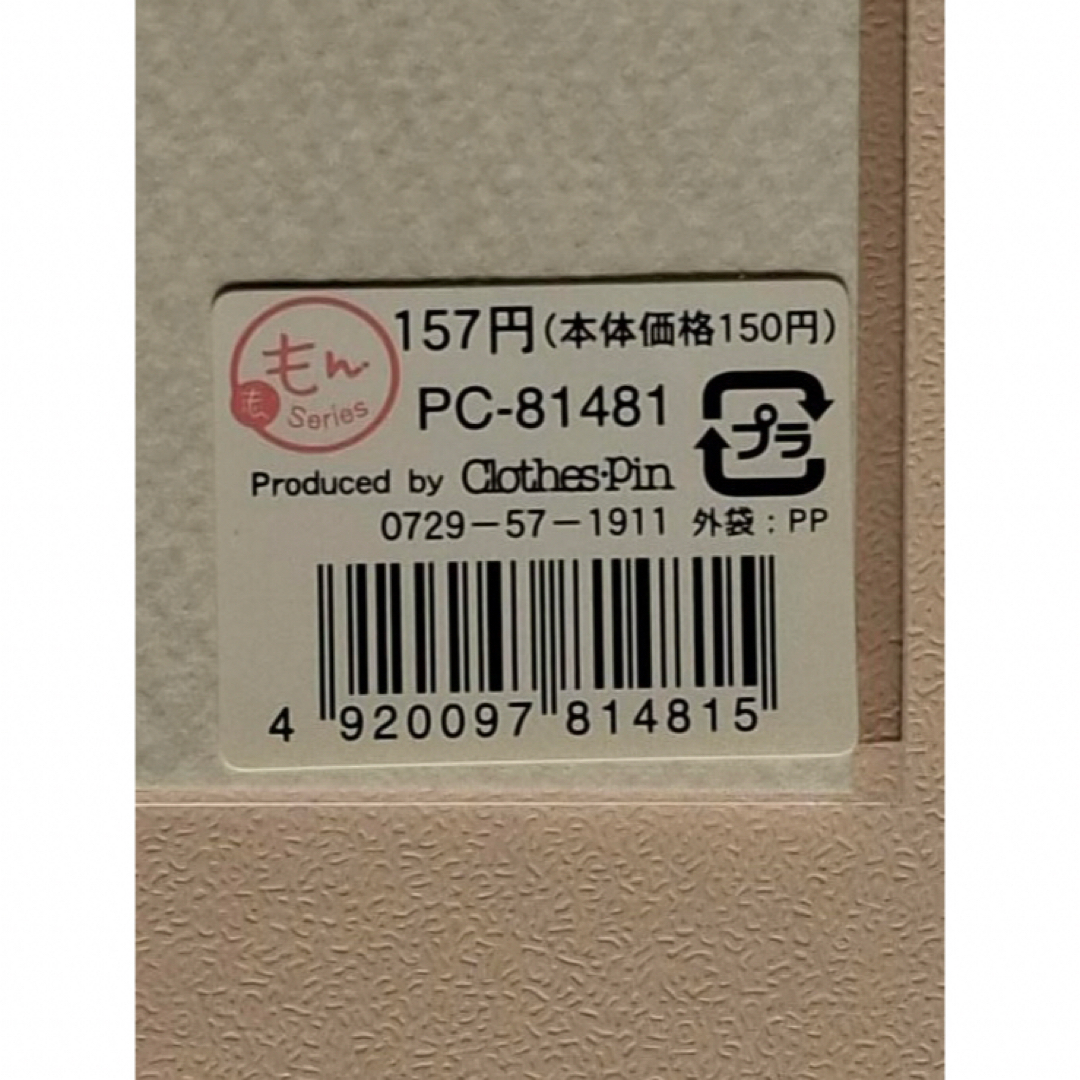 もん
も
Series
157円(本体価格150円)
PC-81481
プラ
Produced by Clothes・Pin
0729-57-1911 外袋:PP
4 920097 814815